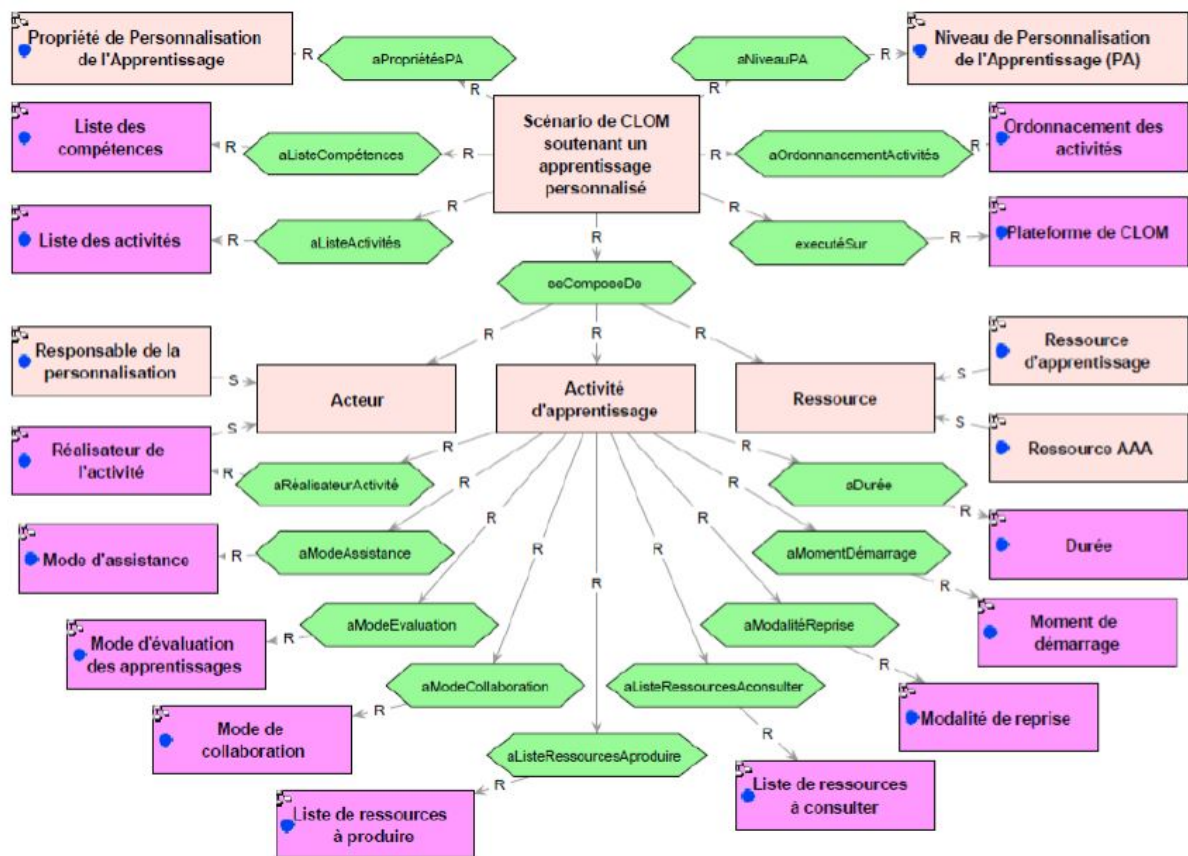 Propriété de Personnalisation
de l'Apprentissage
R
aPropriétésPA
R
aNiveauPA
R
R
Niveau de Personnalisation
de l'Apprentissage (PA)
Scénario de CLOM
soutenant un
apprentissage
personnalisé
Liste des
compétences
R
aListeCompétences
R
R
aOrdonnancementActivités
R
Ordonnacement des
activités
Liste des activités
R
aListeActivités
R
R
executéSur
R
Plateforme de CLOM
R
seComposeDe
R
R
R
Responsable de la
personnalisation
S
Acteur
Activité
d'apprentissage
Ressource
S
Ressource
d'apprentissage
Réalisateur de
l'activité
S
S
Ressource AAA
R
aRéalisateurActivité
R
R
aDurée
R
Durée
Mode d'assistance
R
aModeAssistance
R
R
aMomentDémarrage
R
Moment de
démarrage
Mode d'évaluation
des apprentissages
R
aModeEvaluation
R
R
aModalitéReprise
R
Modalité de reprise
Mode de
collaboration
R
aModeCollaboration
R
R
aListeRessourcesAconsulter
R
Liste de ressources
à consulter
Liste de ressources
à produire
R
aListeRessourcesAproduire
R